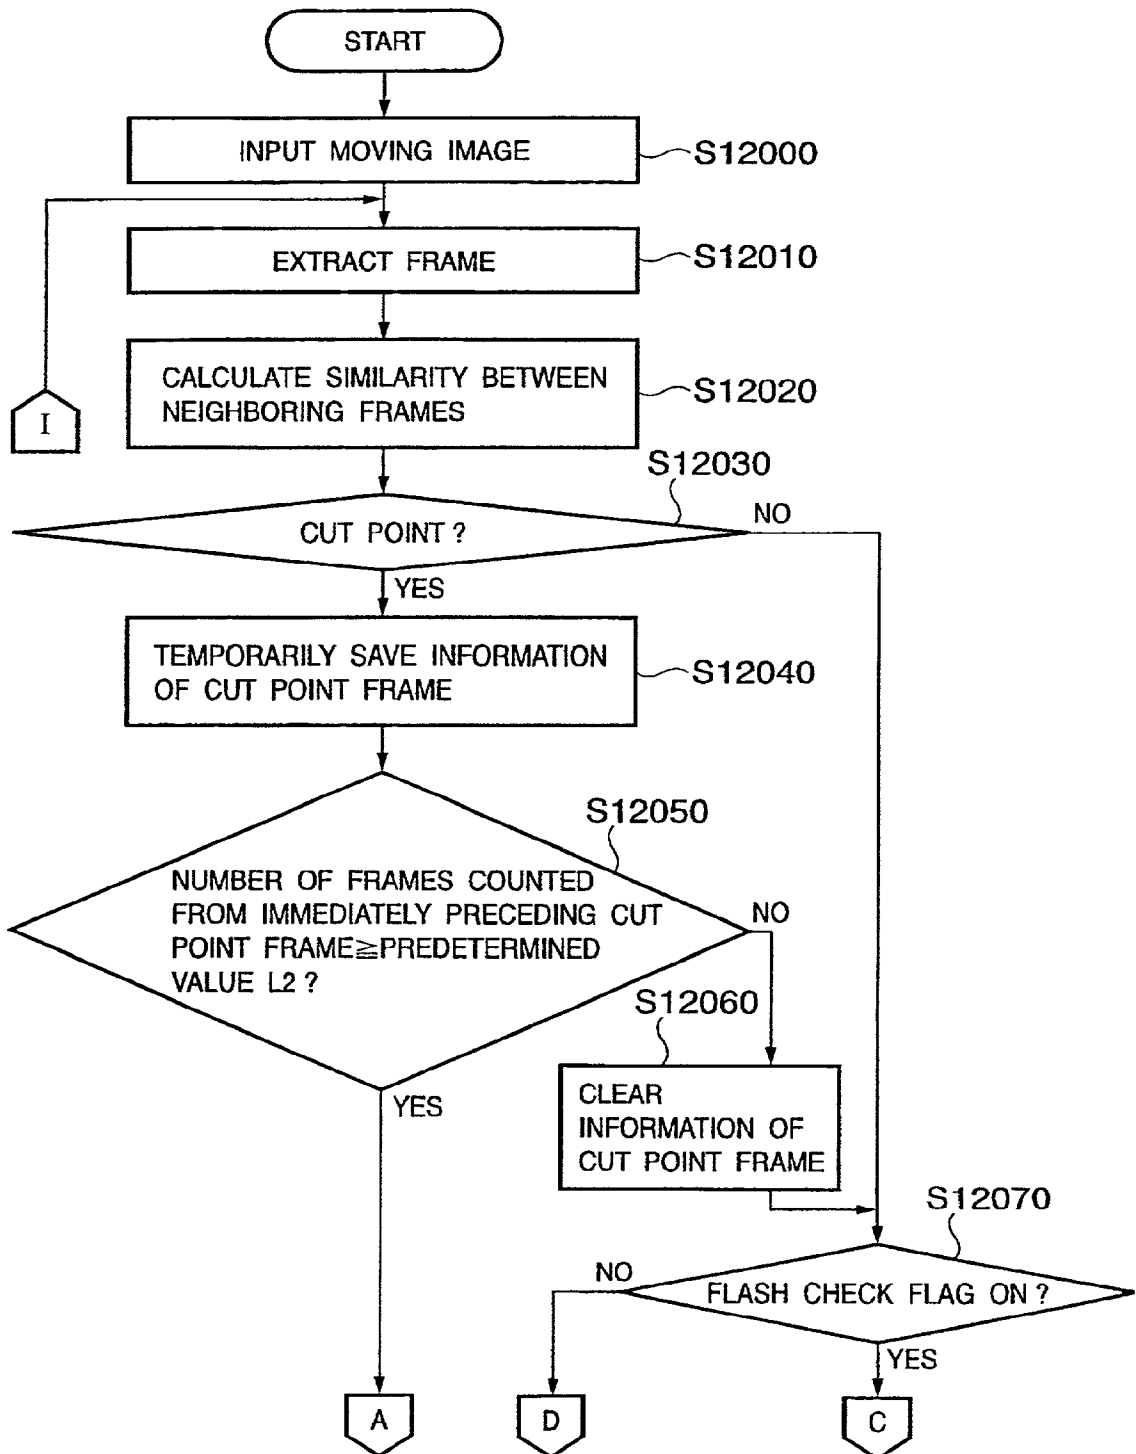 START
INPUT MOVING IMAGE
S12000
EXTRACT FRAME
S12010
CALCULATE SIMILARITY BETWEEN
NEIGHBORING FRAMES
S12020
I
S12030
CUT POINT ?
NO
YES
TEMPORARILY SAVE INFORMATION
OF CUT POINT FRAME
S12040
S12050
NUMBER OF FRAMES COUNTED
FROM IMMEDIATELY PRECEDING CUT
POINT FRAME≧PREDETERMINED
VALUE L2 ?
NO
YES
S12060
CLEAR
INFORMATION OF
CUT POINT FRAME
S12070
FLASH CHECK FLAG ON ?
NO
YES
A
D
C